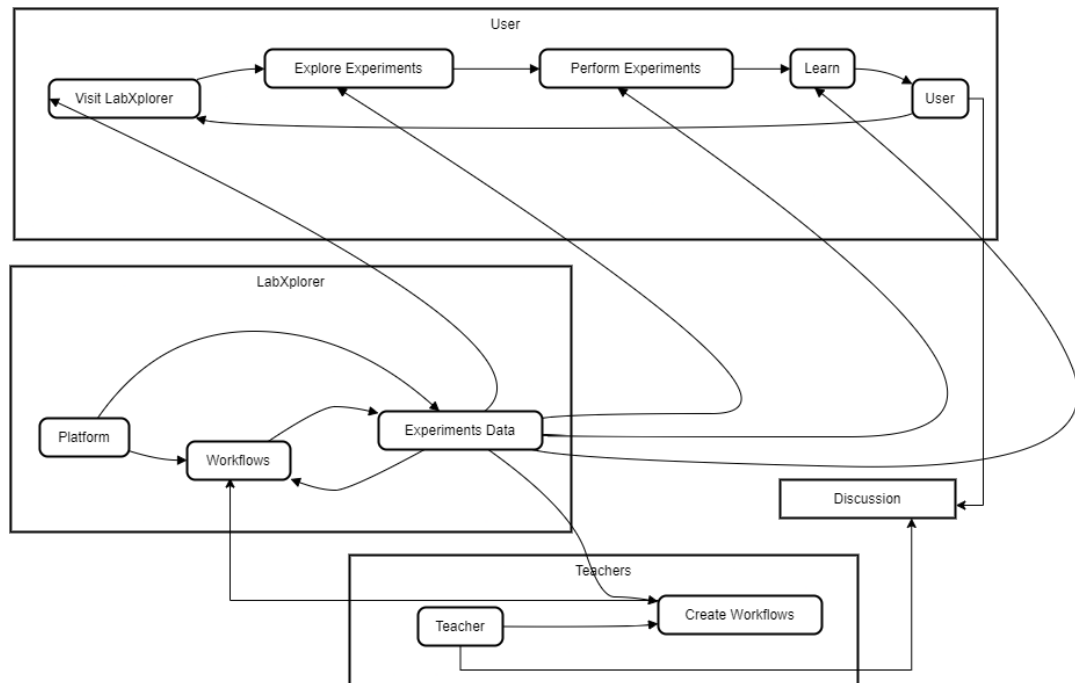 User
Explore Experiments
Perform Experiments
Learn
Visit LabXplorer
User
LabXplorer
Platform
Workflows
Experiments Data
Discussion
Teachers
Teacher
Create Workflows